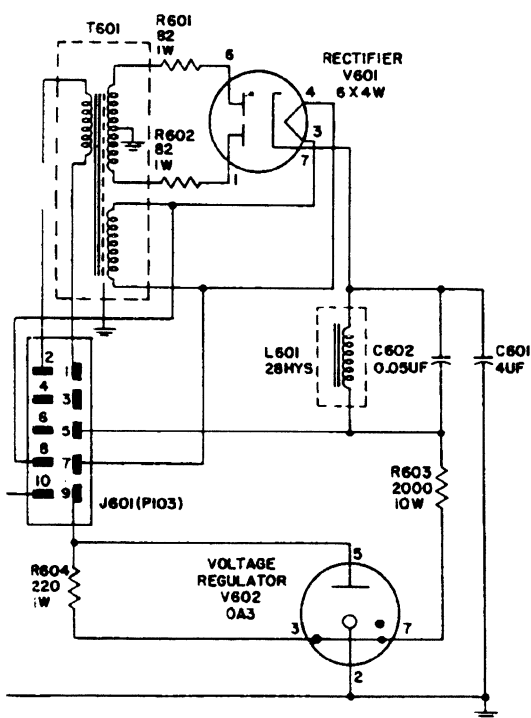 T601
R601
82
1W
6
RECTIFIER
V601
6X4W
4
3
7
R602
82
1W
1
L601
28HYS
C602
0.05UF
C601
4UF
2
1
4
3
6
5
8
7
10
9
J601(P103)
R603
2000
10W
R604
220
1W
VOLTAGE
REGULATOR
V602
OA3
5
3
7
2